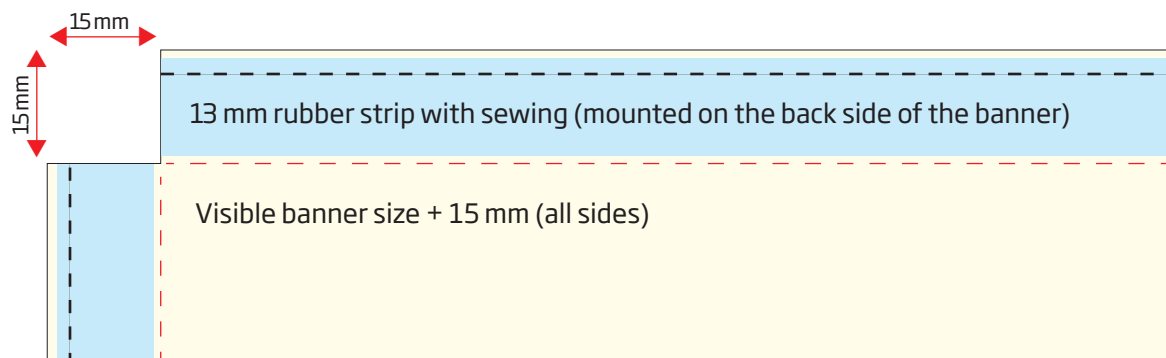 15 mm
15 mm
13 mm rubber strip with sewing (mounted on the back side of the banner)
Visible banner size + 15 mm (all sides)